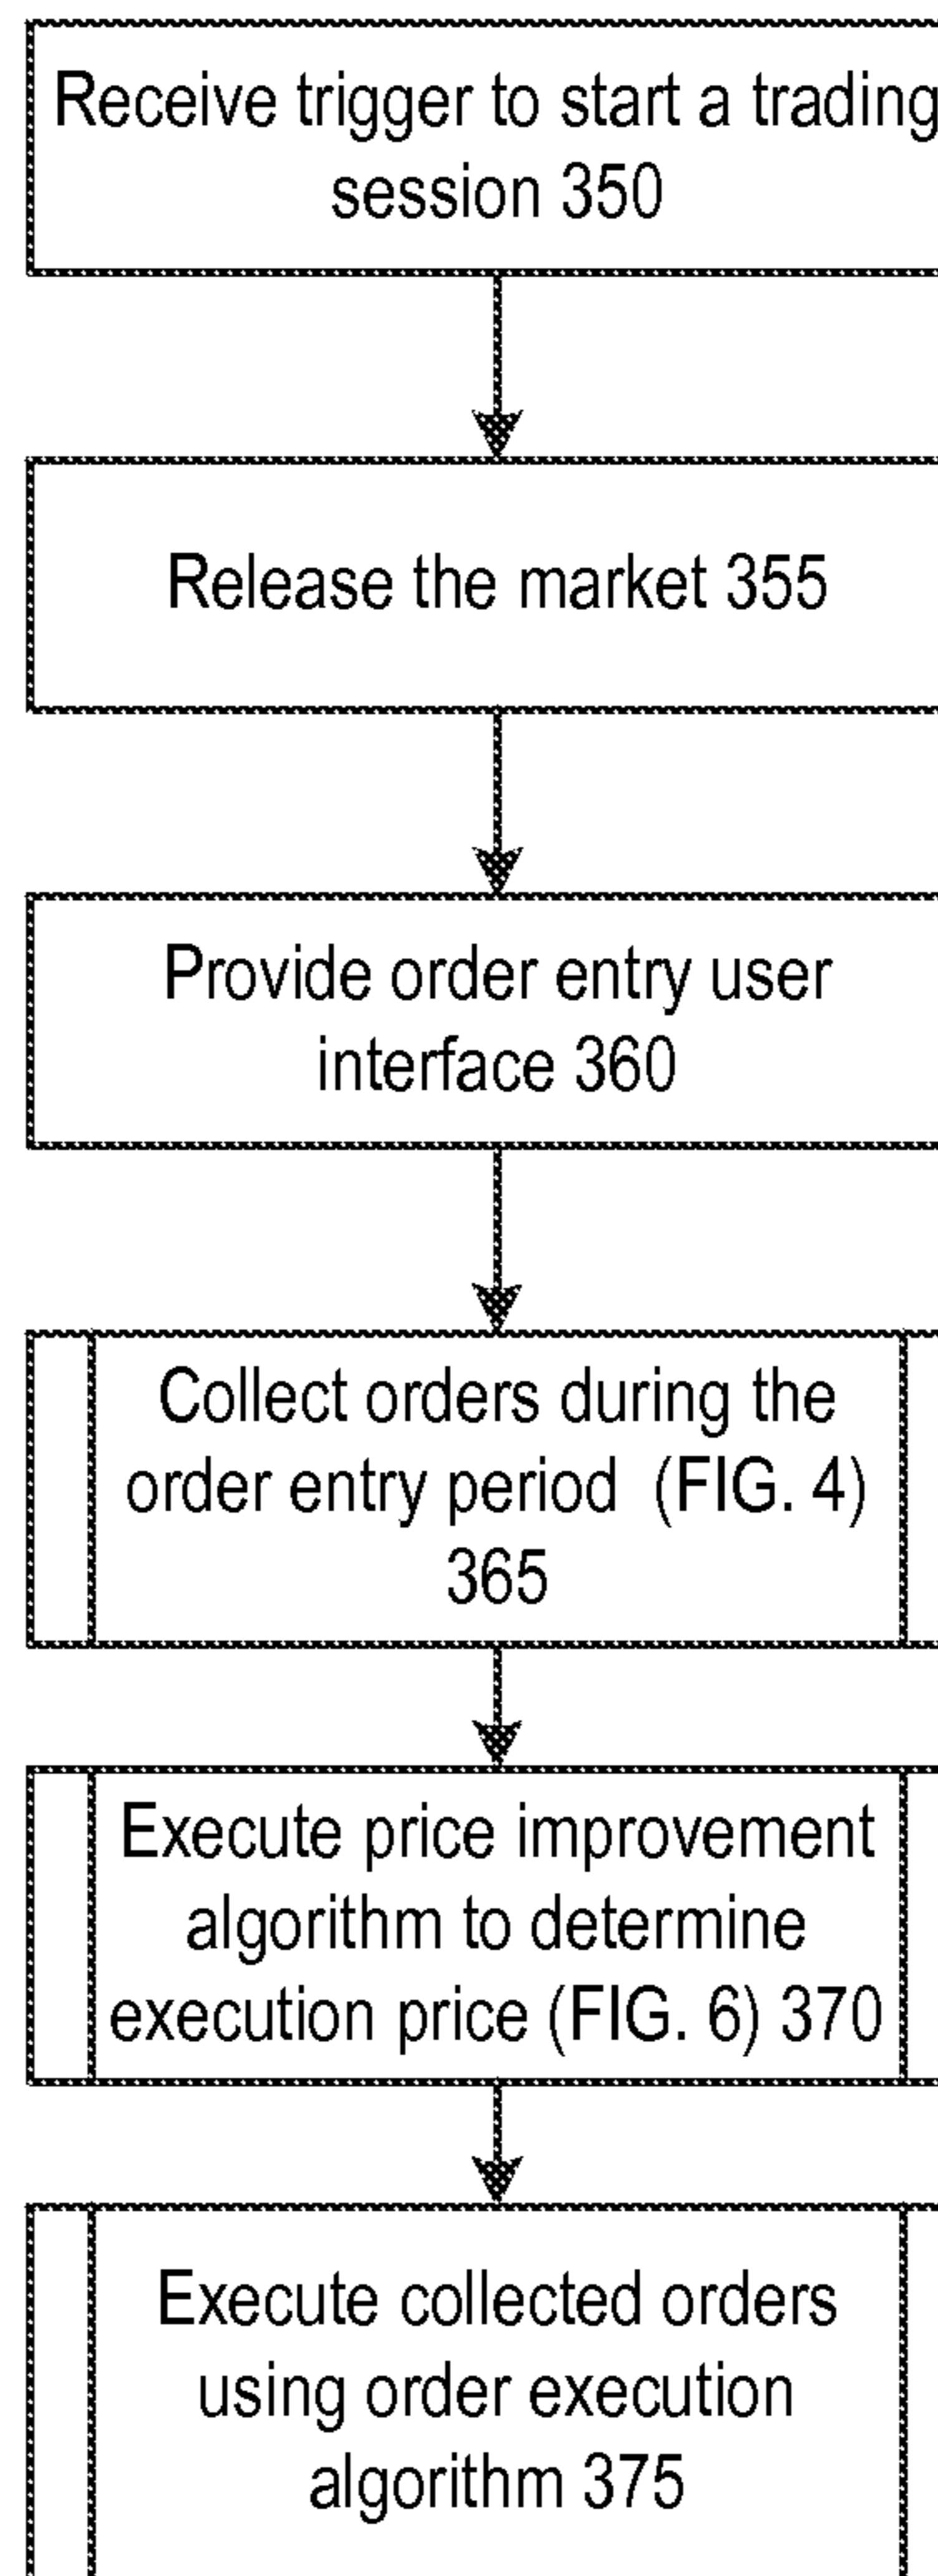 Receive trigger to start a trading
session 350
Release the market 355
Provide order entry user
interface 360
Collect orders during the
order entry period (FIG. 4)
365
Execute price improvement
algorithm to determine
execution price (FIG. 6) 370
Execute collected orders
using order execution
algorithm 375